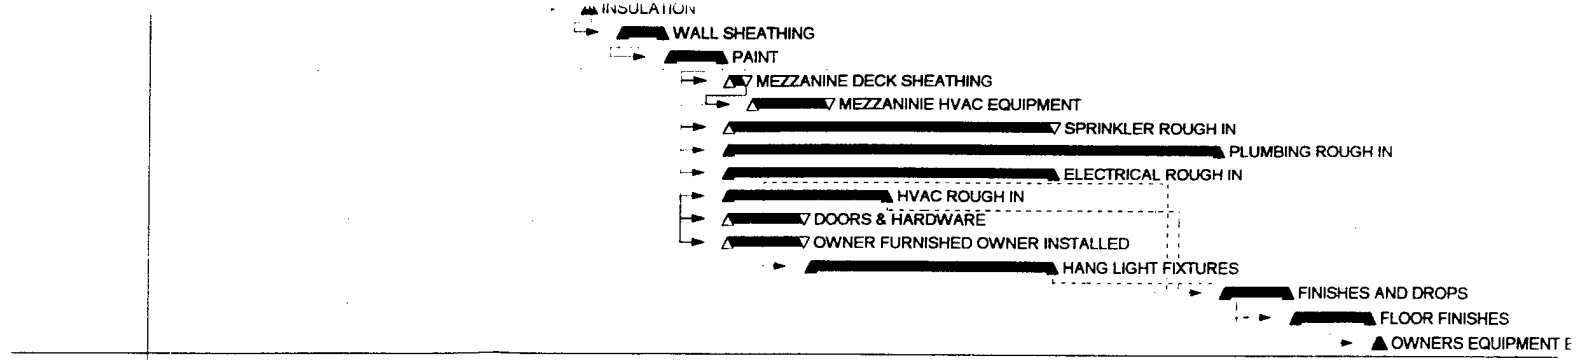 INSULATION
WALL SHEATHING
PAINT
MEZZANINE DECK SHEATHING
MEZZANINIE HVAC EQUIPMENT
SPRINKLER ROUGH IN
PLUMBING ROUGH IN
ELECTRICAL ROUGH IN
HVAC ROUGH IN
DOORS & HARDWARE
OWNER FURNISHED OWNER INSTALLED
HANG LIGHT FIXTURES
FINISHES AND DROPS
FLOOR FINISHES
OWNERS EQUIPMENT